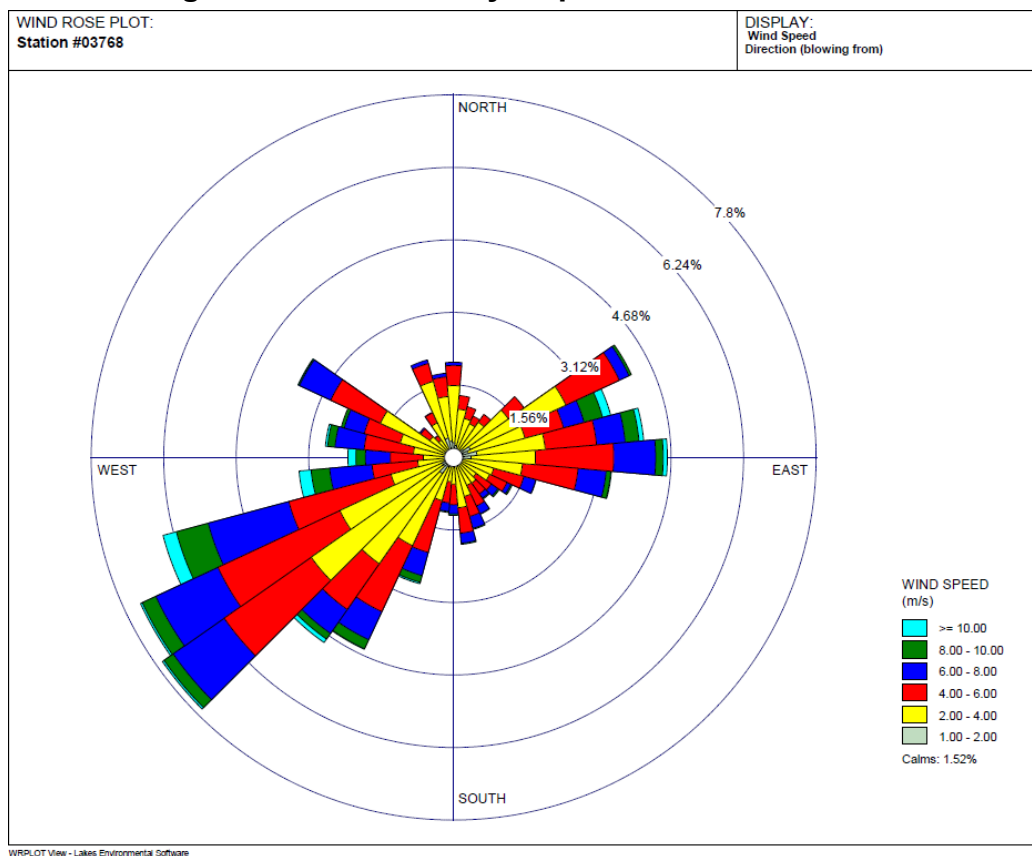 WIND ROSE PLOT:
Station #03768
DISPLAY:
Wind Speed
Direction (blowing from)
NORTH
7.8%
6.24%
4.68%
3.12%
1.56%
WEST
EAST
SOUTH
WIND SPEED
(m/s)
>= 10.00
8.00 - 10.00
6.00 - 8.00
4.00 - 6.00
2.00 - 4.00
1.00 - 2.00
Calms: 1.52%
WRPLOT View - Lakes Environmental Software